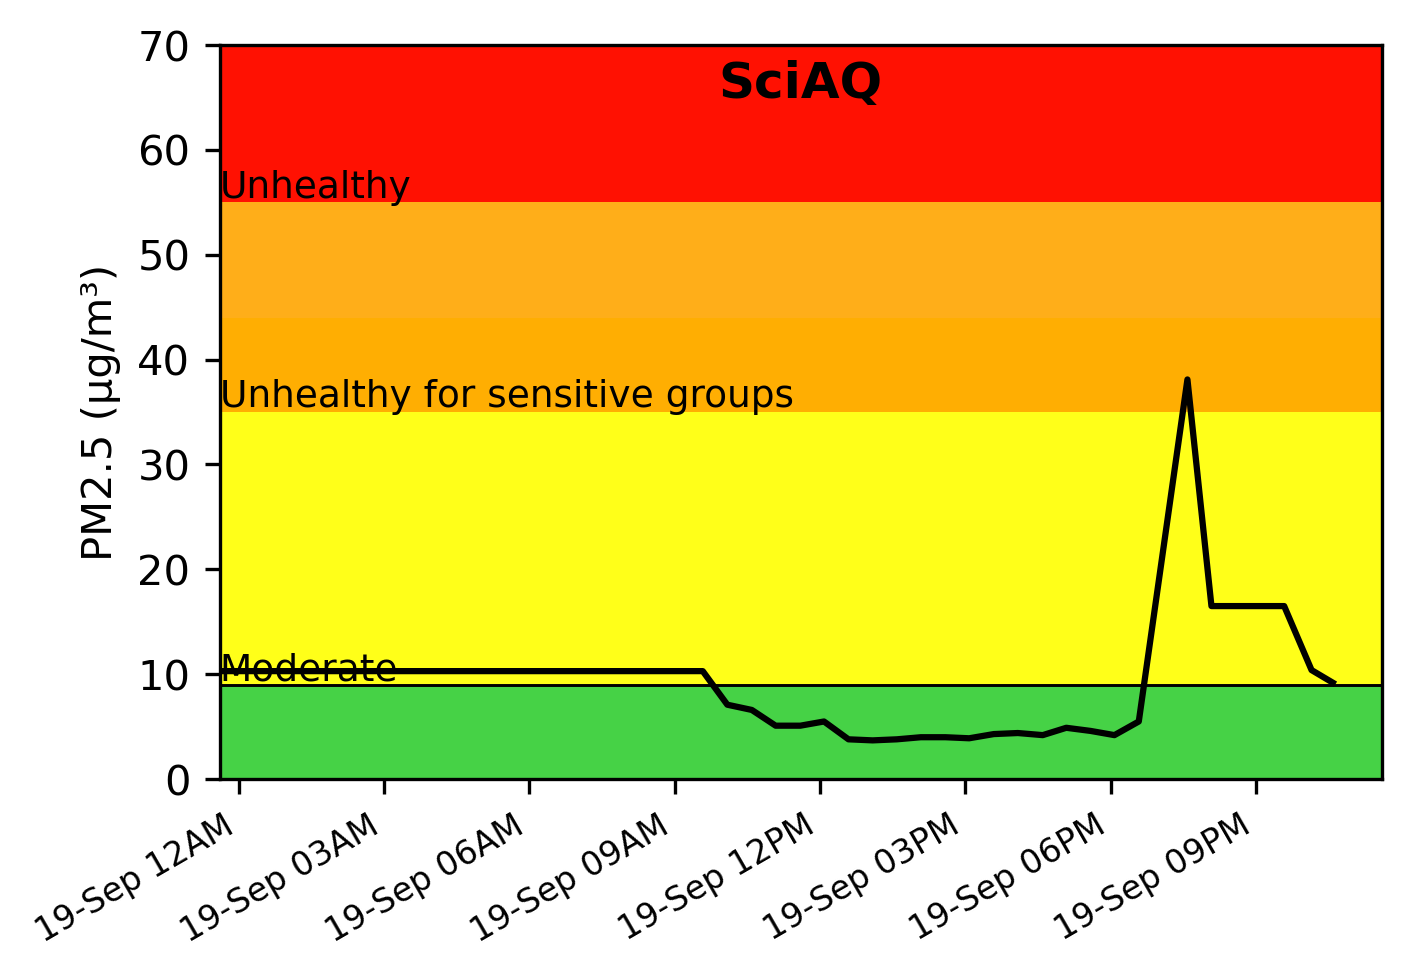 SciAQ
PM2.5 (µg/m³)
70
60
50
40
30
20
10
0
Unhealthy
Unhealthy for sensitive groups
Moderate
19-Sep 12AM
19-Sep 03AM
19-Sep 06AM
19-Sep 09AM
19-Sep 12PM
19-Sep 03PM
19-Sep 06PM
19-Sep 09PM